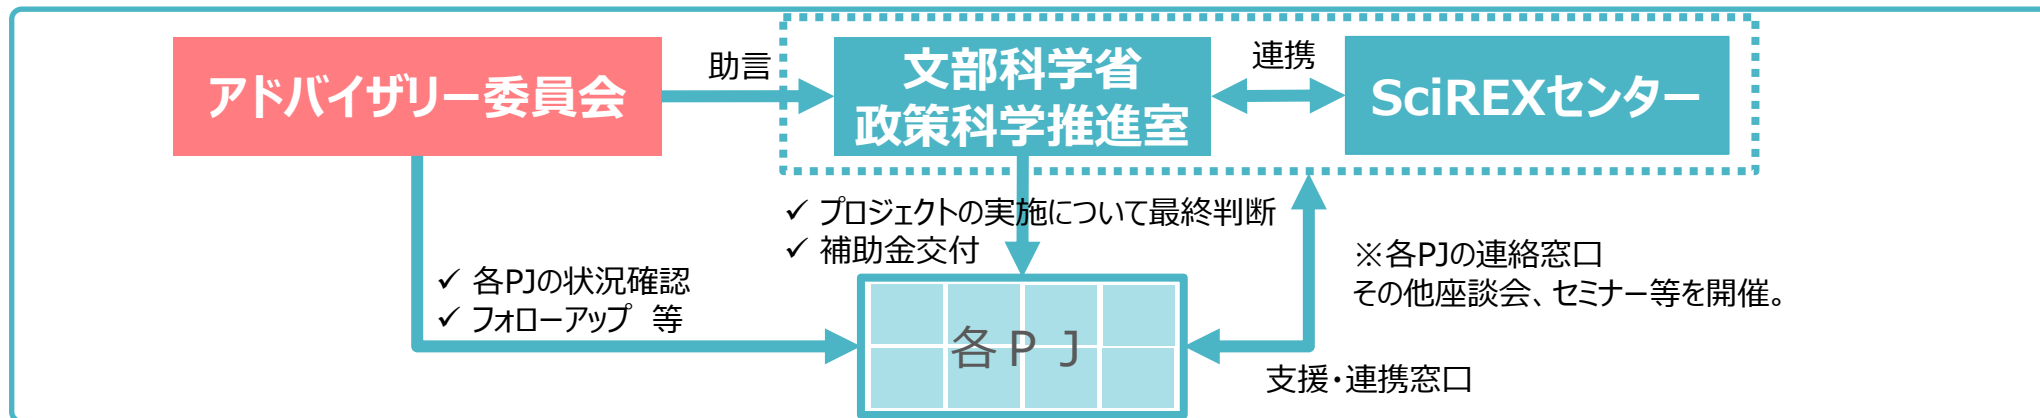 アドバイザリー委員会
助言
文部科学省
政策科学推進室
連携
SciREXセンター
✓ プロジェクトの実施について最終判断
✓ 補助金交付
✓ 各PJの状況確認
✓ フォローアップ 等
※各PJの連絡窓口
その他座談会、セミナー等を開催。
各ＰＪ
支援・連携窓口